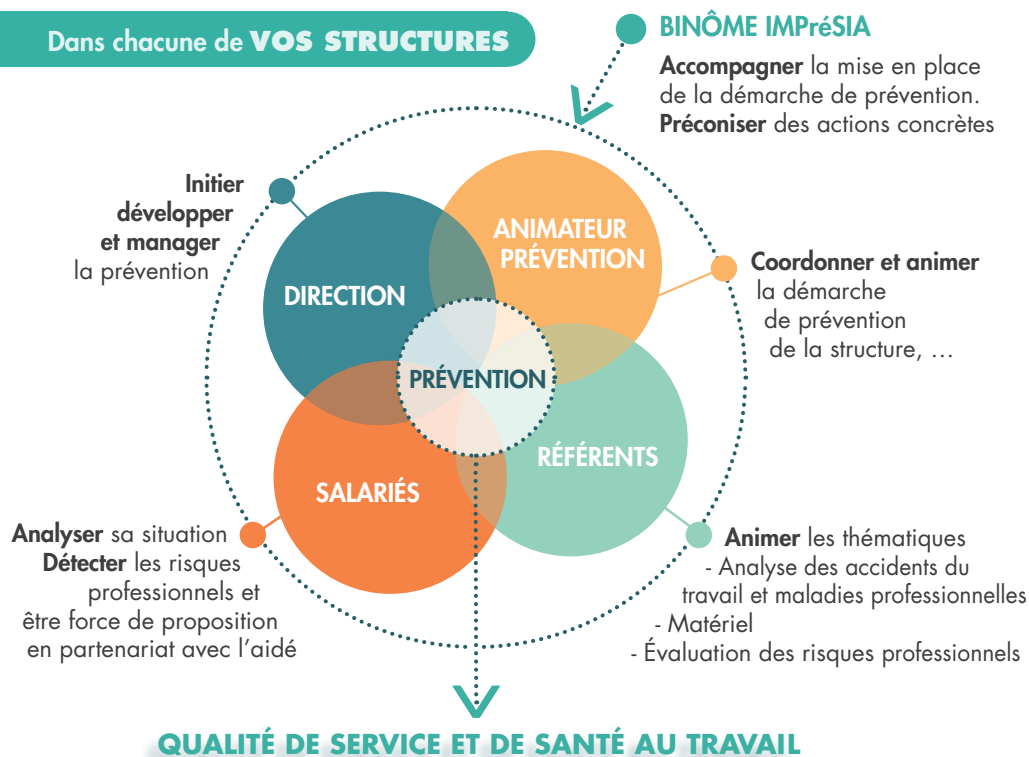 Dans chacune de VOS STRUCTURES
BINÔME IMPréSIA
Accompagner la mise en place
de la démarche de prévention.
Préconiser des actions concrètes
Initier
développer
et manager
la prévention
ANIMATEUR
PRÉVENTION
DIRECTION
Coordonner et animer
la démarche
de prévention
de la structure, ...
PRÉVENTION
RÉFÉRENTS
SALARIÉS
Analyser sa situation
Détecter les risques
professionnels et
être force de proposition
en partenariat avec l'aidé
Animer les thématiques
- Analyse des accidents du
travail et maladies professionnelles
- Matériel
- Évaluation des risques professionnels
QUALITÉ DE SERVICE ET DE SANTÉ AU TRAVAIL